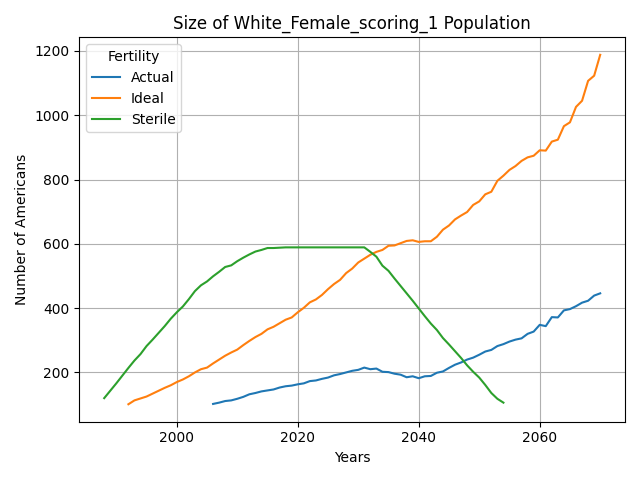 Size of White_Female_scoring_1 Population
Fertility
Actual
Ideal
Sterile
Number of Americans
1200
1000
800
600
400
200
2000
2020
2040
2060
Years